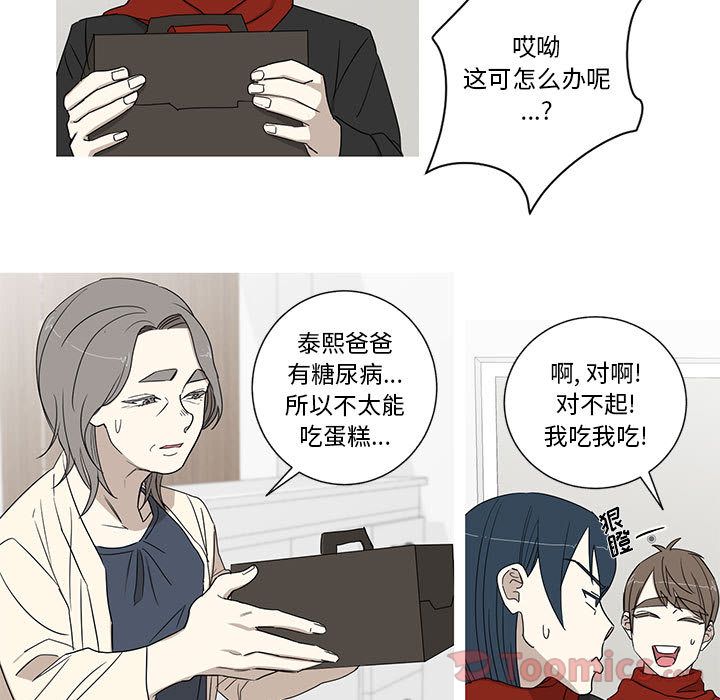 哎呦
这可怎么办呢
...?
泰熙爸爸
有糖尿病...
所以不太能
吃蛋糕...
啊, 对啊!
对不起!
我吃我吃!
狠
瞪
Toomics